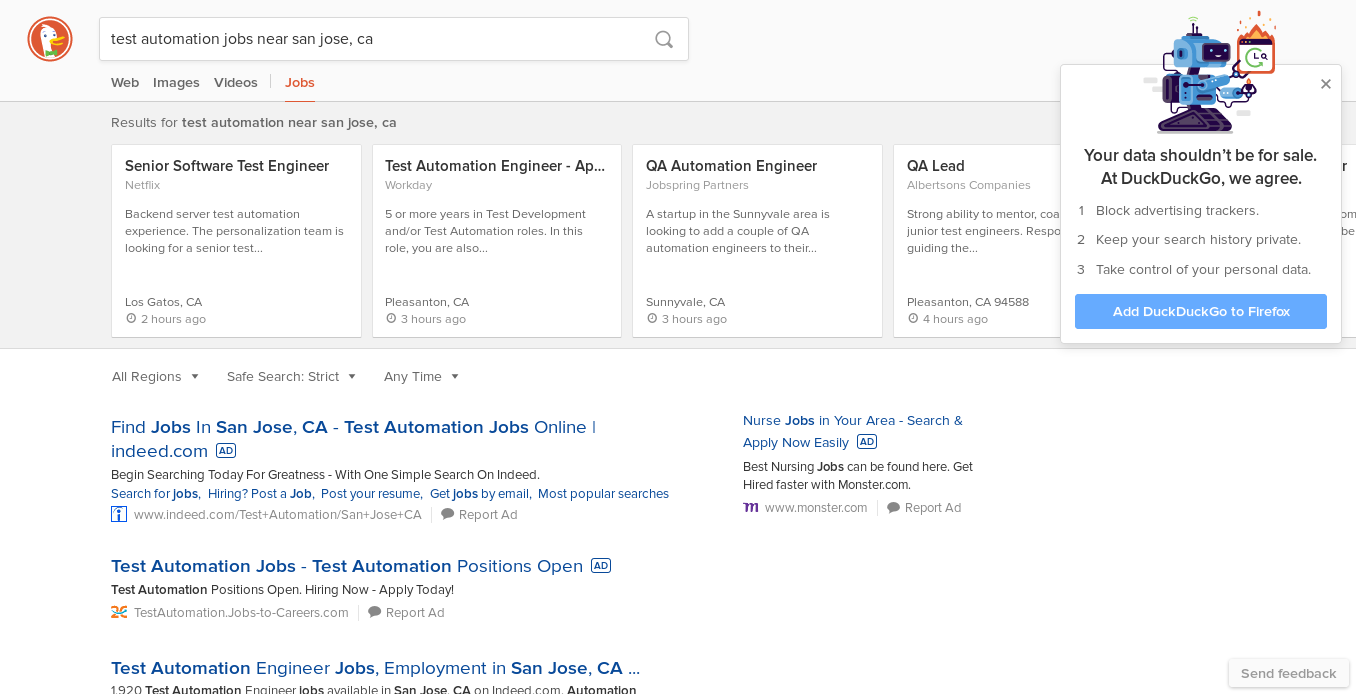 test automation jobs near san jose, ca
Web Images Videos Jobs
Results for test automation near san jose, ca
Senior Software Test Engineer
Netflix
Backend server test automation
experience. The personalization team is
looking for a senior test...
Los Gatos, CA
2 hours ago
Test Automation Engineer - Ap...
Workday
5 or more years in Test Development
and/or Test Automation roles. In this
role, you are also...
Pleasanton, CA
3 hours ago
QA Automation Engineer
Jobspring Partners
A startup in the Sunnyvale area is
looking to add a couple of QA
automation engineers to their...
Sunnyvale, CA
3 hours ago
QA Lead
Albertsons Companies
Strong ability to mentor, coa
junior test engineers. Respo
guiding the...
Pleasanton, CA 94588
4 hours ago
Your data shouldn't be for sale.
At DuckDuckGo, we agree.
1 Block advertising trackers.
2 Keep your search history private.
3 Take control of your personal data.
Add DuckDuckGo to Firefox
All Regions Safe Search: Strict Any Time
Find Jobs In San Jose, CA - Test Automation Jobs Online |
indeed.com AD
Begin Searching Today For Greatness - With One Simple Search On Indeed.
Search for jobs, Hiring? Post a Job, Post your resume, Get jobs by email, Most popular searches
www.indeed.com/Test+Automation/San+Jose+CA Report Ad
Test Automation Jobs - Test Automation Positions Open AD
Test Automation Positions Open. Hiring Now - Apply Today!
TestAutomation.Jobs-to-Careers.com Report Ad
Test Automation Engineer Jobs, Employment in San Jose, CA ...
1,920 Test Automation Engineer jobs available in San Jose, CA on Indeed.com. Automation
Nurse Jobs in Your Area - Search &
Apply Now Easily AD
Best Nursing Jobs can be found here. Get
Hired faster with Monster.com.
www.monster.com Report Ad
Send feedback